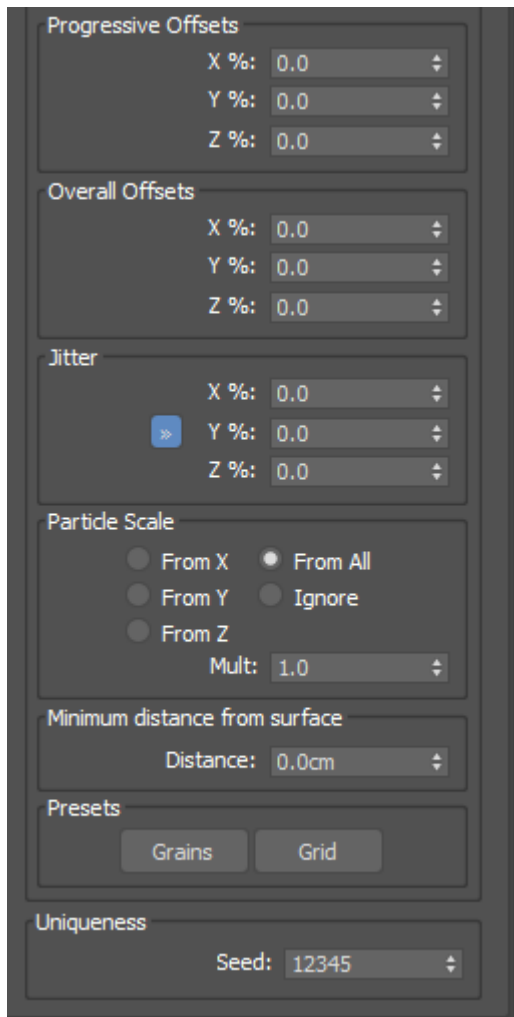 Progressive Offsets
X %: 0.0
Y %: 0.0
Z %: 0.0
Overall Offsets
X %: 0.0
Y %: 0.0
Z %: 0.0
Jitter
X %: 0.0
» Y %: 0.0
Z %: 0.0
Particle Scale
From X From All
From Y Ignore
From Z
Mult: 1.0
Minimum distance from surface
Distance: 0.0cm
Presets
Grains Grid
Uniqueness
Seed: 12345